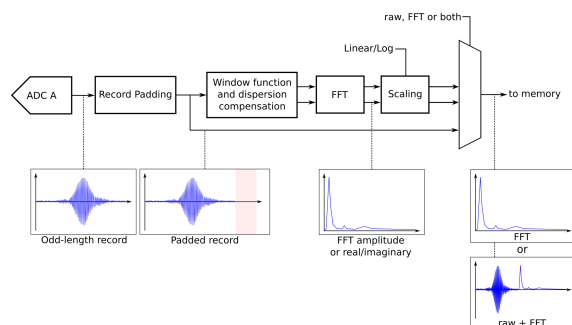 raw, FFT or both
Linear/Log
ADC A
Record Padding
Window function
and dispersion
compensation
FFT
Scaling
to memory
Odd-length record
Padded record
FFT amplitude
or real/imaginary
FFT
or
raw + FFT